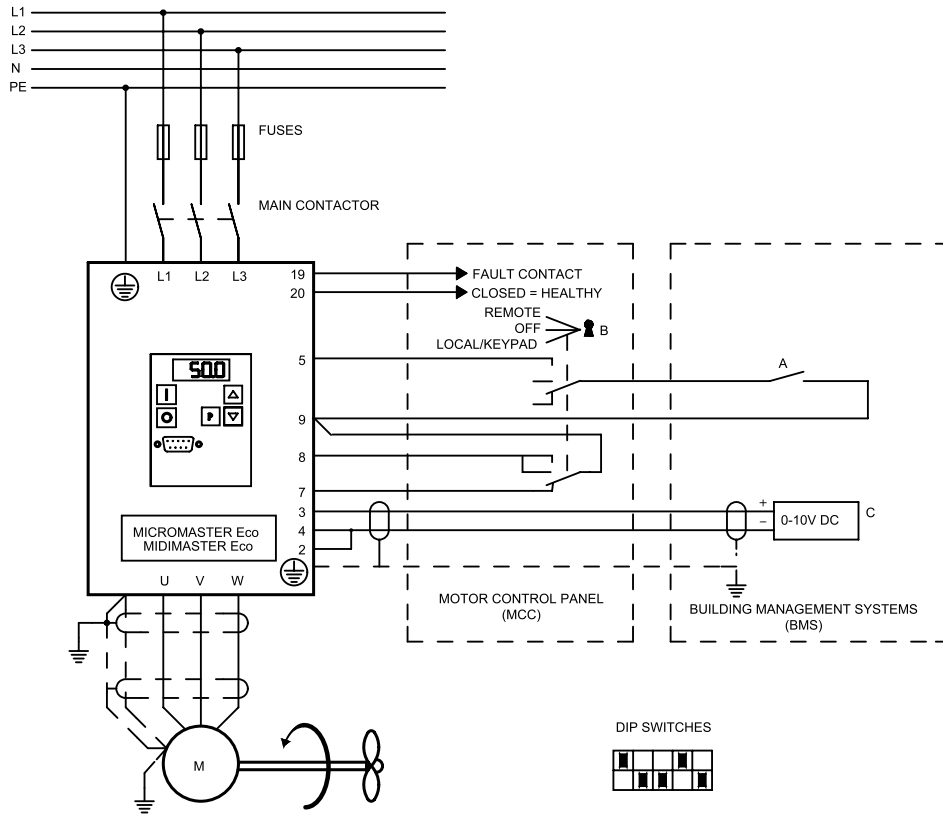 L1
L2
L3
N
PE
FUSES
MAIN CONTACTOR
L1 L2 L3
19
FAULT CONTACT
20
CLOSED = HEALTHY
REMOTE
OFF
B
LOCAL/KEYPAD
5
A
50.0
P
9
8
7
3
+
4
–
0-10V DC
C
2
MICROMASTER Eco
MIDIMASTER Eco
U V W
MOTOR CONTROL PANEL
(MCC)
BUILDING MANAGEMENT SYSTEMS
(BMS)
DIP SWITCHES
M